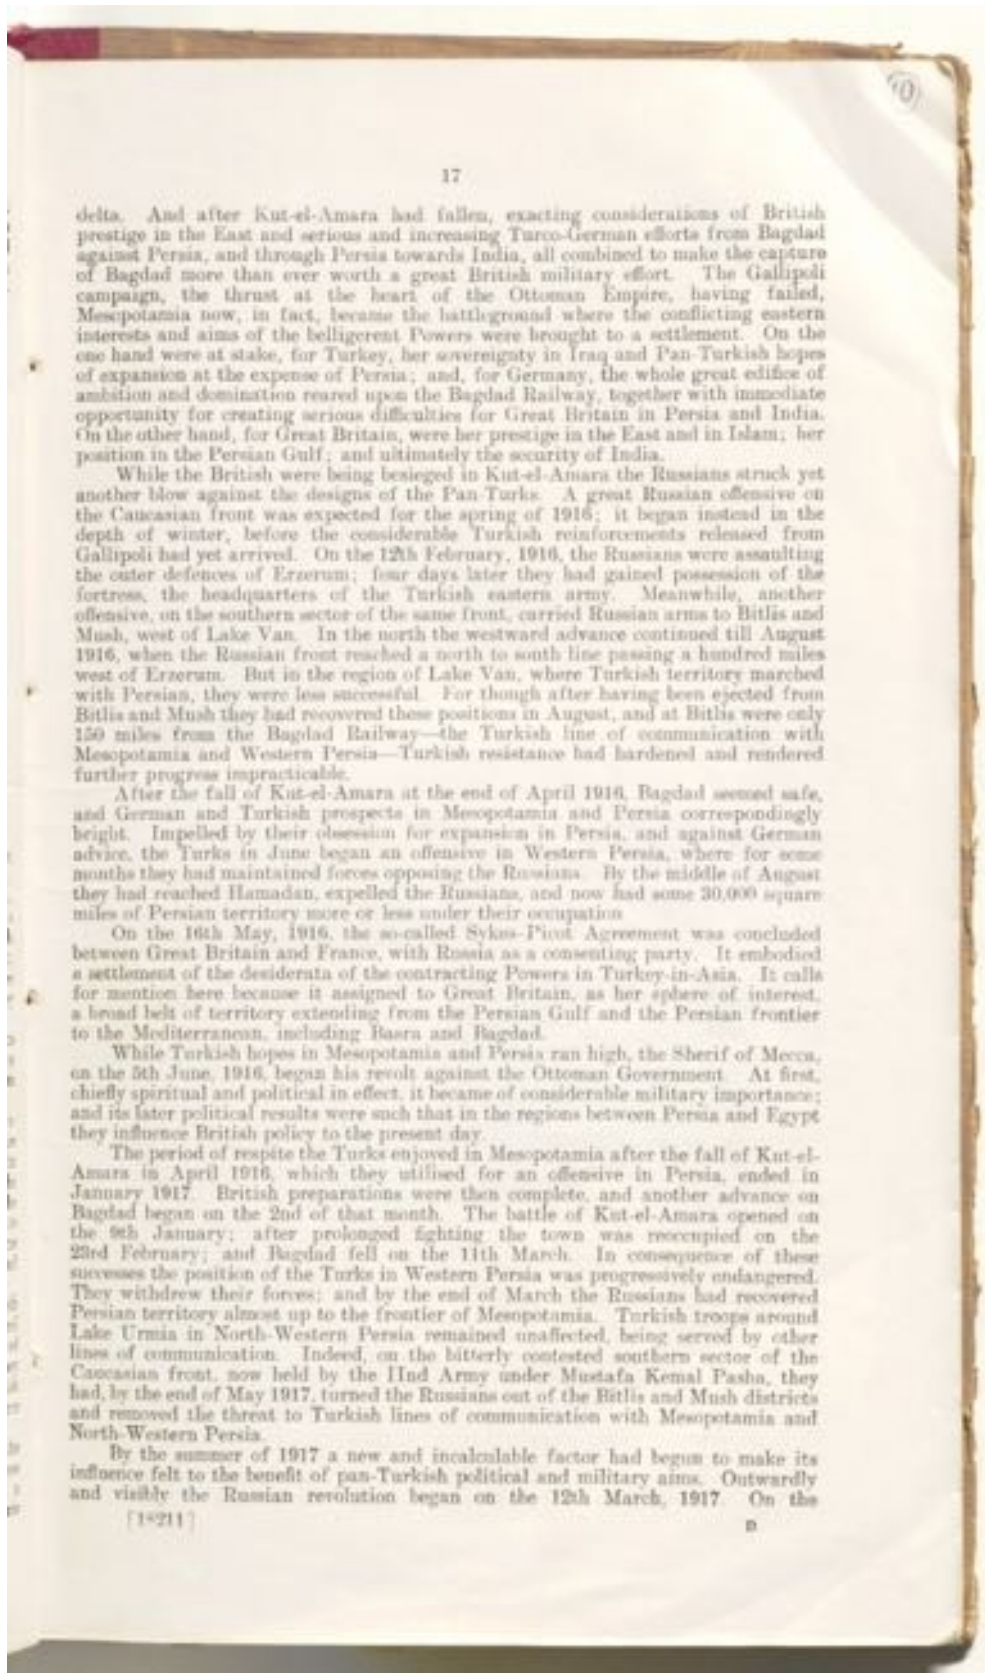 10
17
delta. And after Kut-el-Amara had fallen, exacting considerations of British
prestige in the East and serious and increasing Turco-German efforts from Bagdad
against Persia, and through Persia towards India, all combined to make the capture
of Bagdad more than ever worth a great British military effort. The Gallipoli
campaign, the thrust at the heart of the Ottoman Empire, having failed,
Mesopotamia now, in fact, became the battleground where the conflicting eastern
interests and aims of the belligerent Powers were brought to a settlement. On the
one hand were at stake, for Turkey, her sovereignty in Iraq and Pan-Turkish hopes
of expansion at the expense of Persia; and, for Germany, the whole great edifice of
ambition and domination reared upon the Bagdad Railway, together with immediate
opportunity for creating serious difficulties for Great Britain in Persia and India.
On the other hand, for Great Britain, were her prestige in the East and in Islam; her
position in the Persian Gulf; and ultimately the security of India.
While the British were being besieged in Kut-el-Amara the Russians struck yet
another blow against the designs of the Pan-Turks. A great Russian offensive on
the Caucasian front was expected for the spring of 1916; it began instead in the
depth of winter, before the considerable Turkish reinforcements released from
Gallipoli had yet arrived. On the 12th February, 1916, the Russians were assaulting
the outer defences of Erzerum; four days later they had gained possession of the
fortress, the headquarters of the Turkish eastern army. Meanwhile, another
offensive, on the southern sector of the same front, carried Russian arms to Bitlis and
Mush, west of Lake Van. In the north the westward advance continued till August
1916, when the Russian front reached a north to south line passing a hundred miles
west of Erzerum. But in the region of Lake Van, where Turkish territory marched
with Persian, they were less successful. For though after having been ejected from
Bitlis and Mush they had recovered these positions in August, and at Bitlis were only
150 miles from the Bagdad Railway—the Turkish line of communication with
Mesopotamia and Western Persia—Turkish resistance had hardened and rendered
further progress impracticable.
After the fall of Kut-el-Amara at the end of April 1916, Bagdad seemed safe,
and German and Turkish prospects in Mesopotamia and Persia correspondingly
bright. Impelled by their obsession for expansion in Persia, and against German
advice, the Turks in June began an offensive in Western Persia, where for some
months they had maintained forces opposing the Russians. By the middle of August
they had reached Hamadan, expelled the Russians, and now had some 30,000 square
miles of Persian territory more or less under their occupation
On the 16th May, 1916, the so-called Sykes-Picot Agreement was concluded
between Great Britain and France, with Russia as a consenting party. It embodied
a settlement of the desiderata of the contracting Powers in Turkey-in-Asia. It calls
for mention here because it assigned to Great Britain, as her sphere of interest,
a broad belt of territory extending from the Persian Gulf and the Persian frontier
to the Mediterranean, including Basra and Bagdad.
While Turkish hopes in Mesopotamia and Persia ran high, the Sherif of Mecca,
on the 5th June, 1916, began his revolt against the Ottoman Government. At first,
chiefly spiritual and political in effect, it became of considerable military importance;
and its later political results were such that in the regions between Persia and Egypt
they influence British policy to the present day.
The period of respite the Turks enjoyed in Mesopotamia after the fall of Kut-el-
Amara in April 1916, which they utilised for an offensive in Persia, ended in
January 1917. British preparations were then complete, and another advance on
Bagdad began on the 2nd of that month. The battle of Kut-el-Amara opened on
the 9th January; after prolonged fighting the town was reoccupied on the
23rd February; and Bagdad fell on the 11th March. In consequence of these
successes the position of the Turks in Western Persia was progressively endangered.
They withdrew their forces; and by the end of March the Russians had recovered
Persian territory almost up to the frontier of Mesopotamia. Turkish troops around
Lake Urmia in North-Western Persia remained unaffected, being served by other
lines of communication. Indeed, on the bitterly contested southern sector of the
Caucasian front, now held by the IInd Army under Mustafa Kemal Pasha, they
had, by the end of May 1917, turned the Russians out of the Bitlis and Mush districts
and removed the threat to Turkish lines of communication with Mesopotamia and
North-Western Persia.
By the summer of 1917 a new and incalculable factor had begun to make its
influence felt to the benefit of pan-Turkish political and military aims. Outwardly
and visibly the Russian revolution began on the 12th March, 1917. On the
[1*211]
D